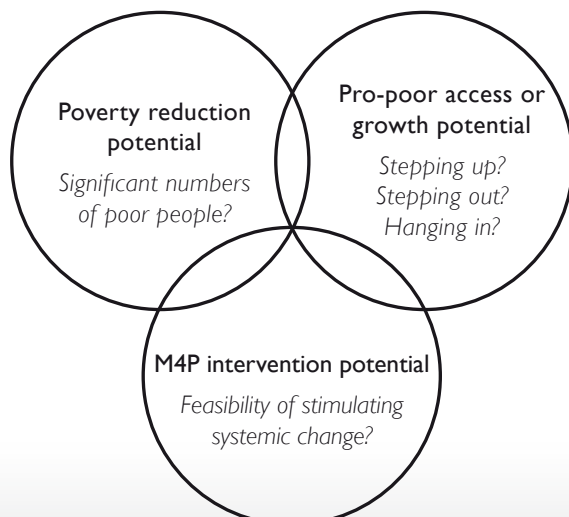 Poverty reduction
potential
Significant numbers
of poor people?
Pro-poor access or
growth potential
Stepping up?
Stepping out?
Hanging in?
M4P intervention potential
Feasibility of stimulating
systemic change?